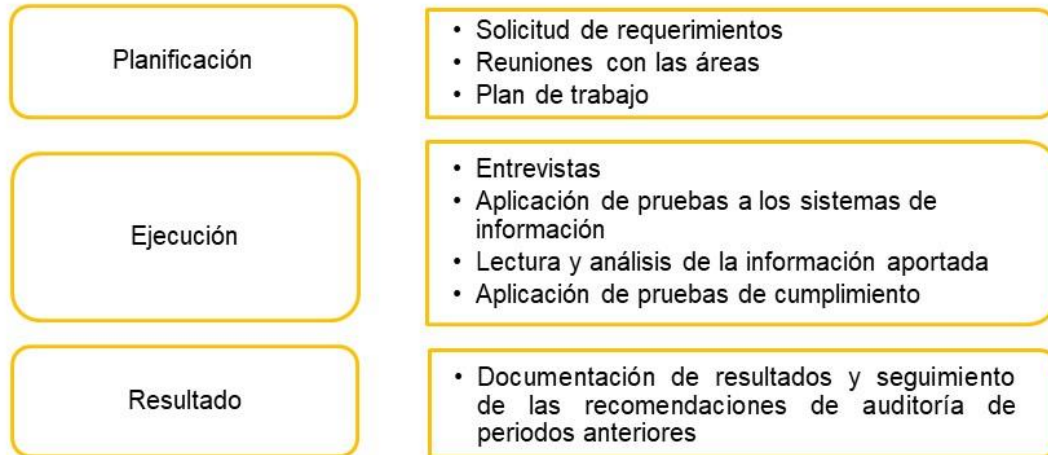 Planificación
• Solicitud de requerimientos
• Reuniones con las áreas
• Plan de trabajo
Ejecución
• Entrevistas
• Aplicación de pruebas a los sistemas de
información
• Lectura y análisis de la información aportada
• Aplicación de pruebas de cumplimiento
Resultado
• Documentación de resultados y seguimiento
de las recomendaciones de auditoría de
periodos anteriores